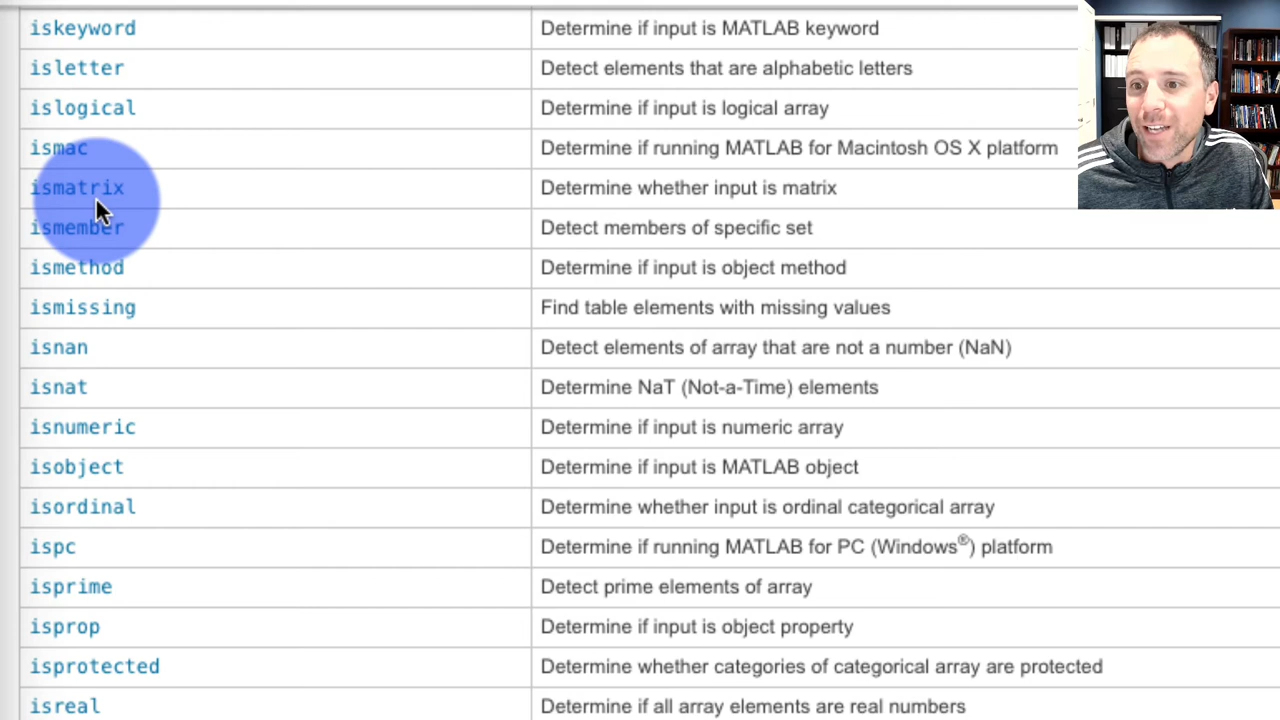 iskeyword Determine if input is MATLAB keyword
isletter Detect elements that are alphabetic letters
islogical Determine if input is logical array
ismac Determine if running MATLAB for Macintosh OS X platform
ismatrix Determine whether input is matrix
ismember Detect members of specific set
ismethod Determine if input is object method
ismissing Find table elements with missing values
isnan Detect elements of array that are not a number (NaN)
isnat Determine NaT (Not-a-Time) elements
isnumeric Determine if input is numeric array
isobject Determine if input is MATLAB object
isordinal Determine whether input is ordinal categorical array
ispc Determine if running MATLAB for PC (Windows®) platform
isprime Detect prime elements of array
isprop Determine if input is object property
isprotected Determine whether categories of categorical array are protected
isreal Determine if all array elements are real numbers